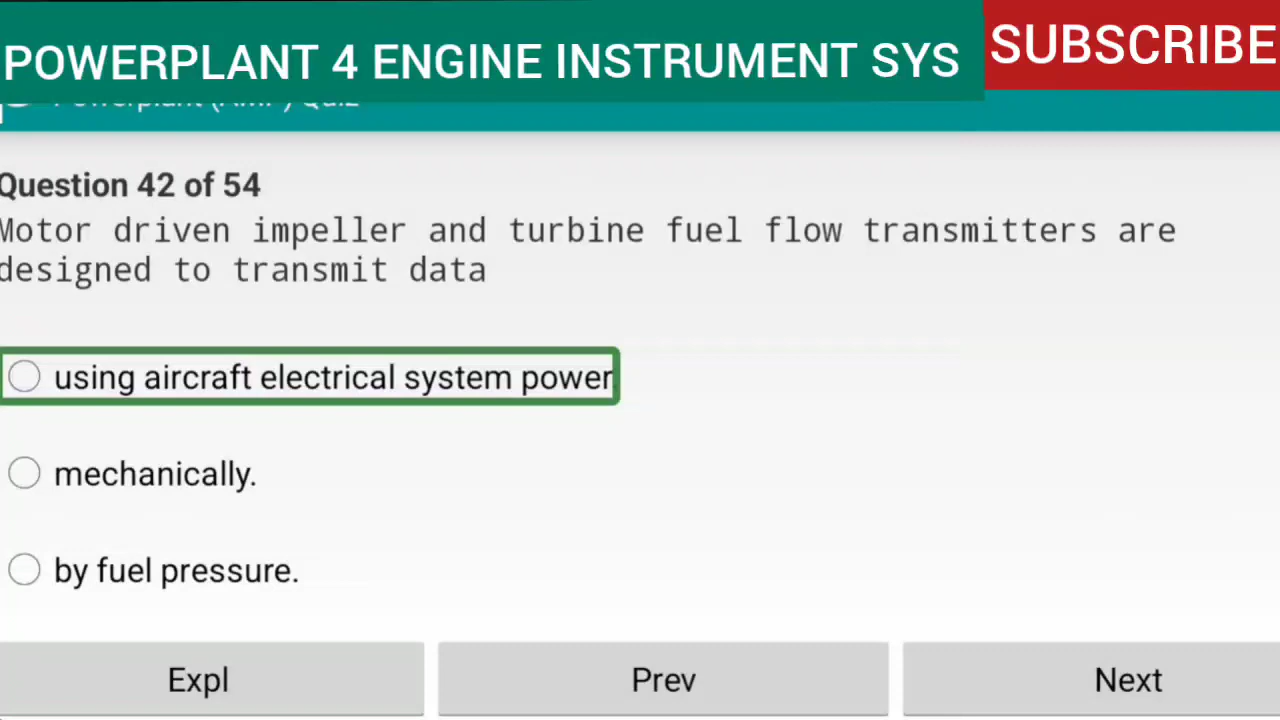 POWERPLANT 4 ENGINE INSTRUMENT SYS
SUBSCRIBE
Question 42 of 54
Motor driven impeller and turbine fuel flow transmitters are
designed to transmit data
using aircraft electrical system power
mechanically.
by fuel pressure.
Expl
Prev
Next